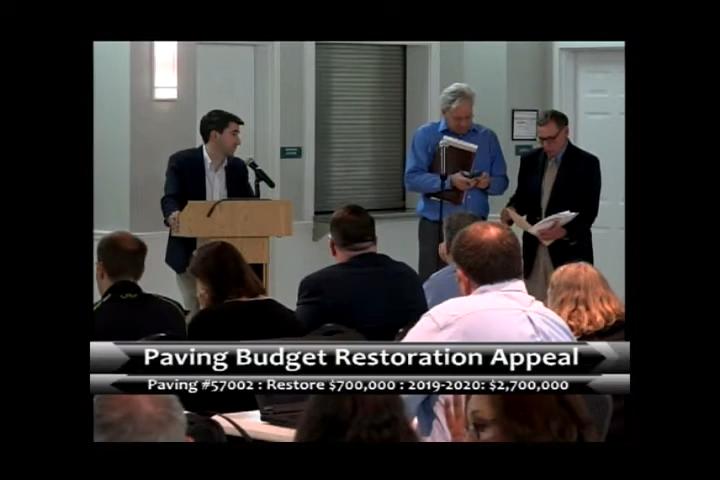 Paving Budget Restoration Appeal
Paving #57002 : Restore $700,000 : 2019-2020: $2,700,000